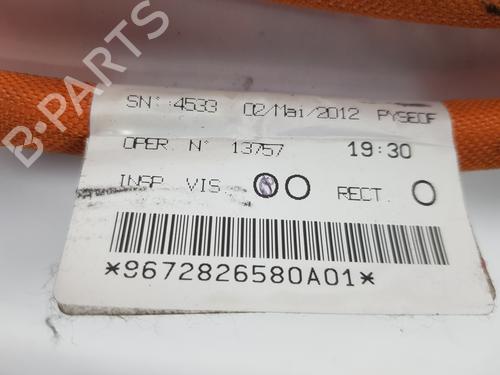 SN: 4533 02/Mai/2012 PYSEOF
OPER. N° 13757 19:30
INSP VIS. RECT.
*9672826580A01*
B-PARTS